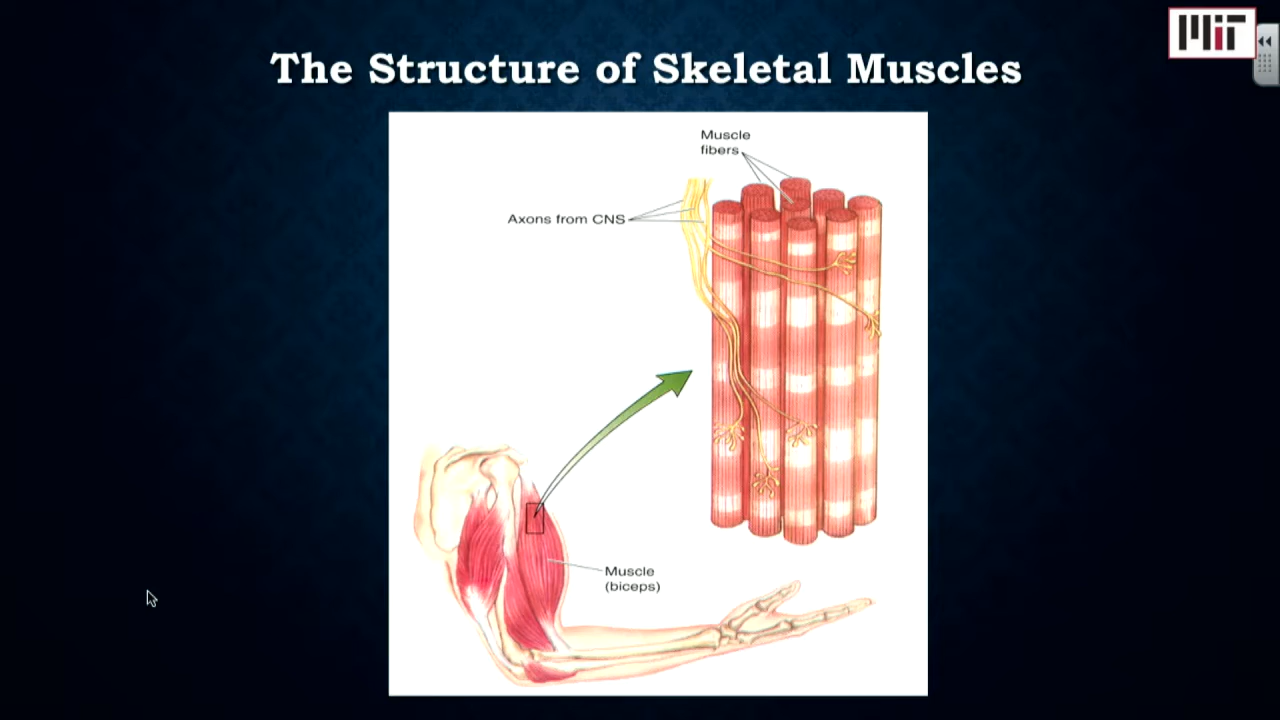 MIT
The Structure of Skeletal Muscles
Muscle
fibers
Axons from CNS
Muscle
(biceps)